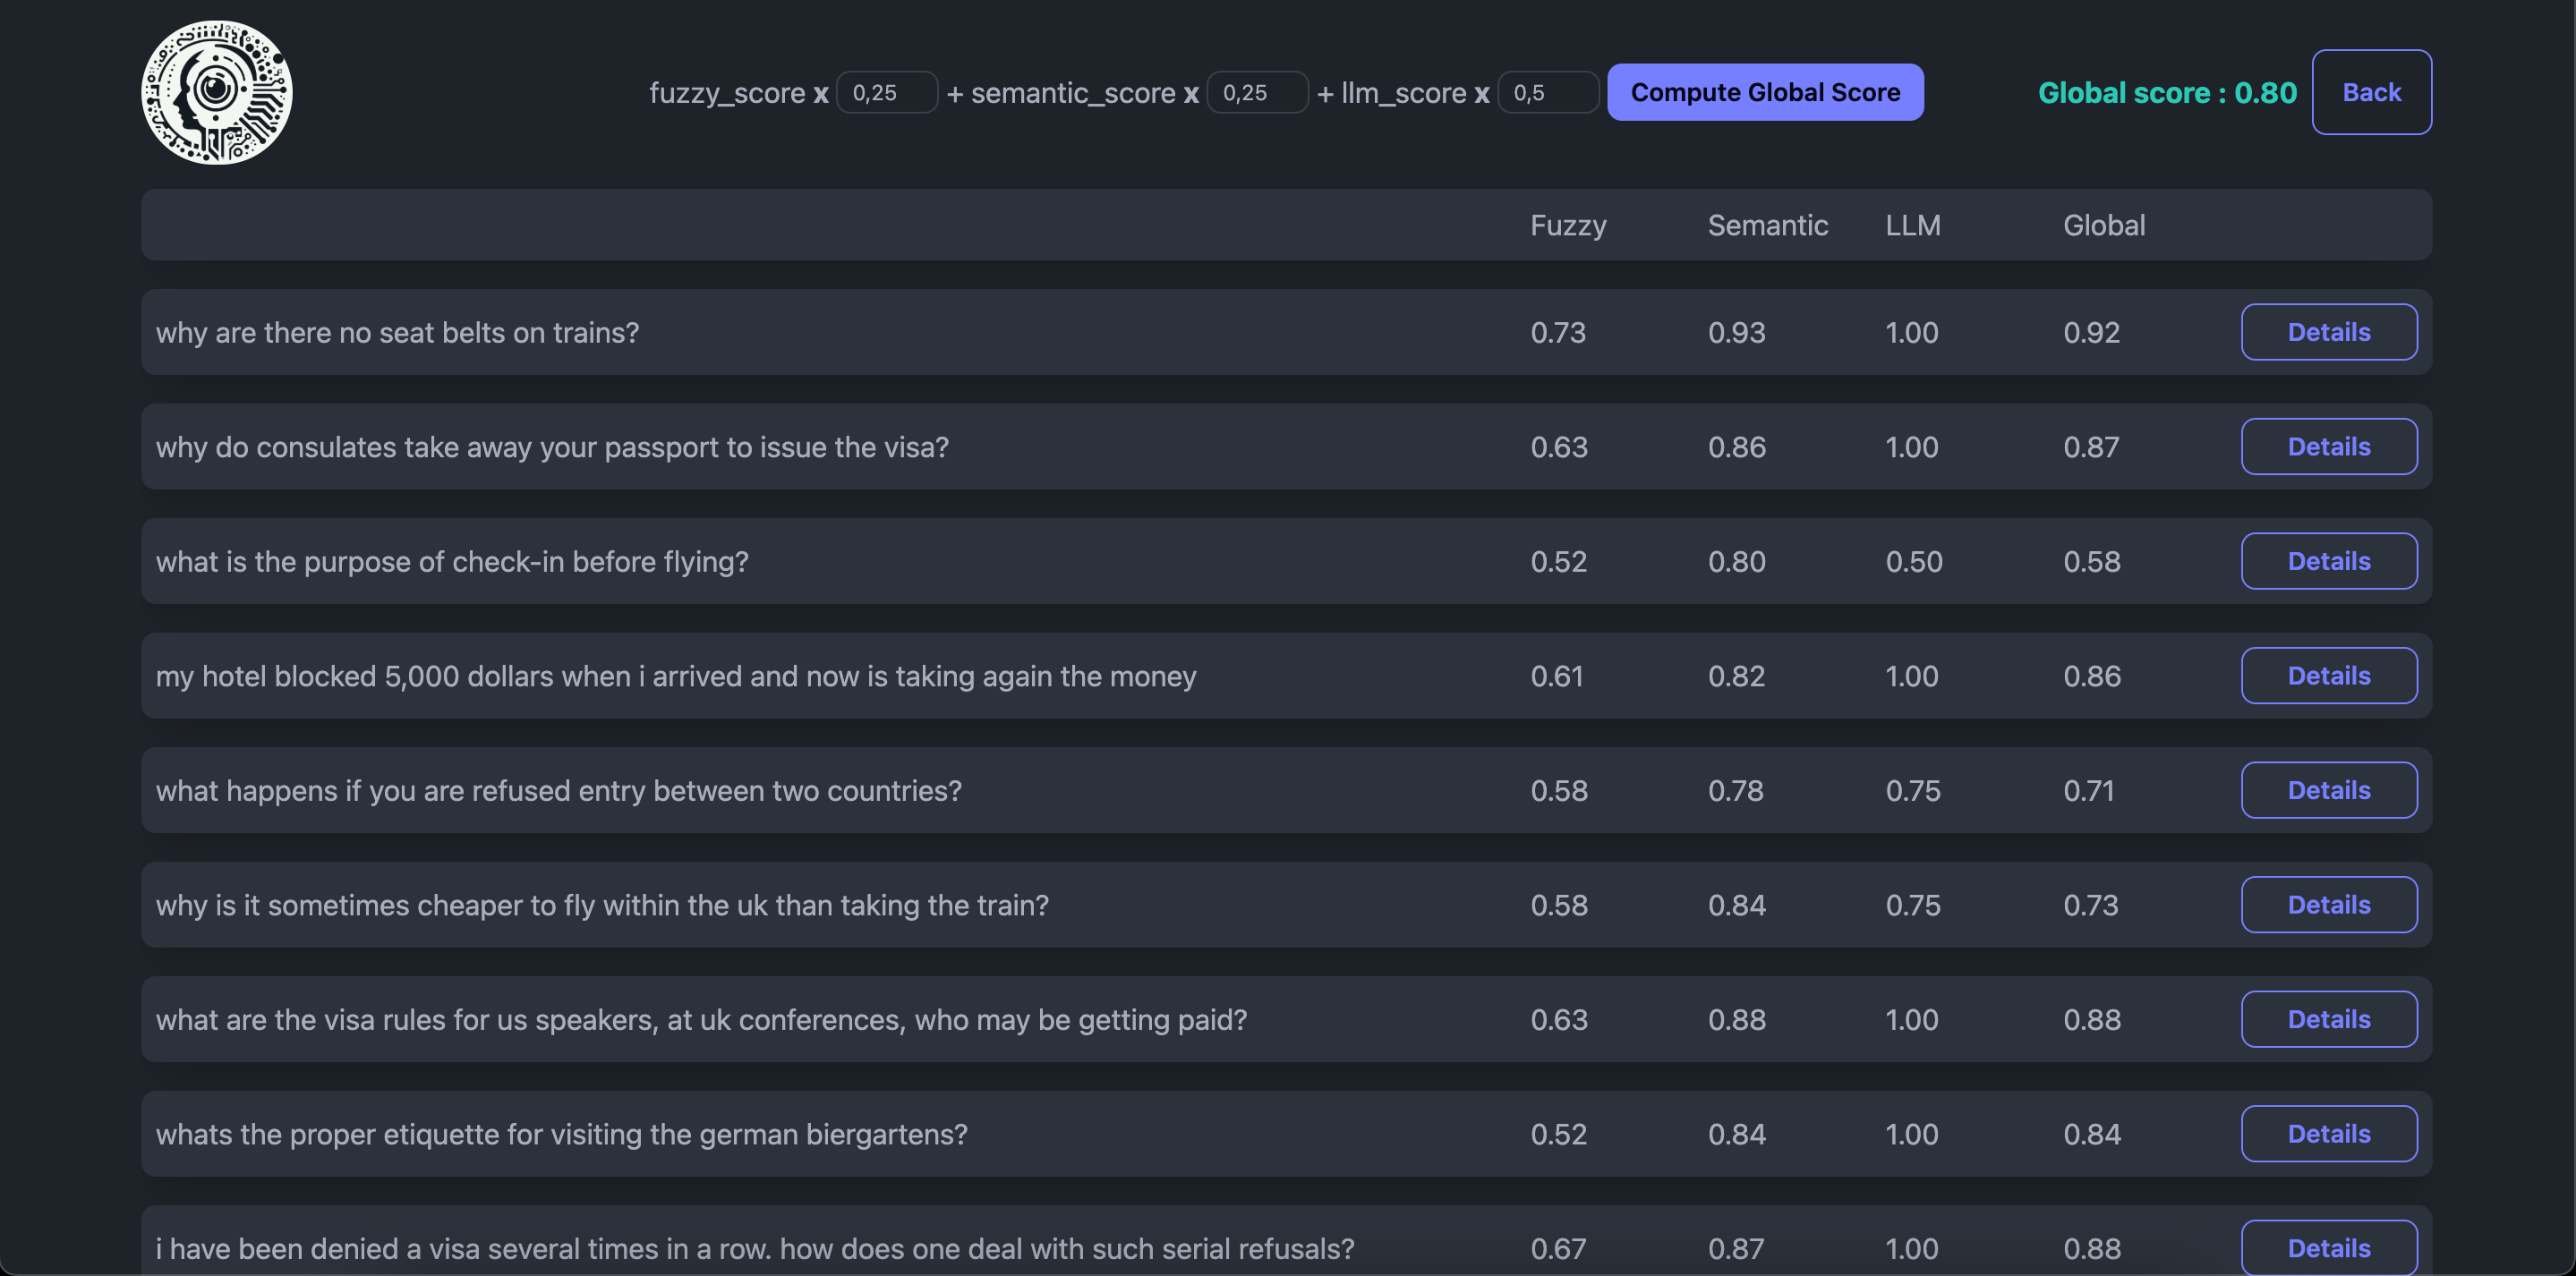 fuzzy_score x 0,25 + semantic_score x 0,25 + llm_score x 0,5 Compute Global Score Global score : 0.80 Back
Fuzzy Semantic LLM Global
why are there no seat belts on trains? 0.73 0.93 1.00 0.92 Details
why do consulates take away your passport to issue the visa? 0.63 0.86 1.00 0.87 Details
what is the purpose of check-in before flying? 0.52 0.80 0.50 0.58 Details
my hotel blocked 5,000 dollars when i arrived and now is taking again the money 0.61 0.82 1.00 0.86 Details
what happens if you are refused entry between two countries? 0.58 0.78 0.75 0.71 Details
why is it sometimes cheaper to fly within the uk than taking the train? 0.58 0.84 0.75 0.73 Details
what are the visa rules for us speakers, at uk conferences, who may be getting paid? 0.63 0.88 1.00 0.88 Details
whats the proper etiquette for visiting the german biergartens? 0.52 0.84 1.00 0.84 Details
i have been denied a visa several times in a row. how does one deal with such serial refusals? 0.67 0.87 1.00 0.88 Details